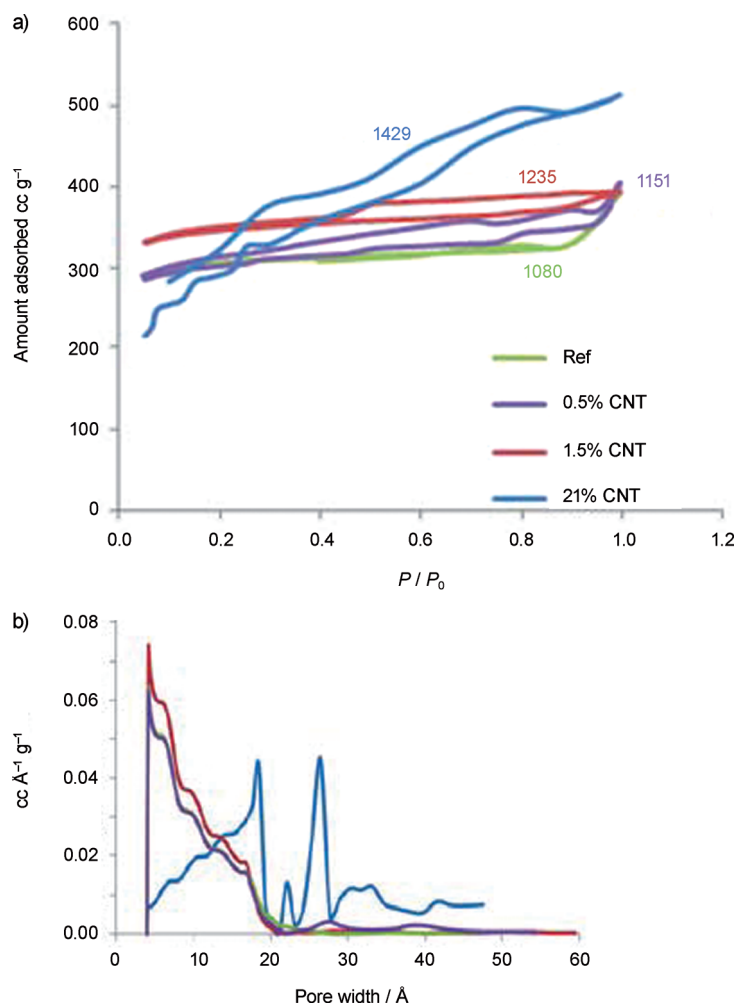 a)
600
500
400
300
200
100
0
Amount adsorbed cc g⁻¹
1429
1235
1151
1080
Ref
0.5% CNT
1.5% CNT
21% CNT
0.0 0.2 0.4 0.6 0.8 1.0 1.2
P / P₀
b)
0.08
0.06
0.04
0.02
0.00
cc Å⁻¹ g⁻¹
0 10 20 30 40 50 60
Pore width / Å